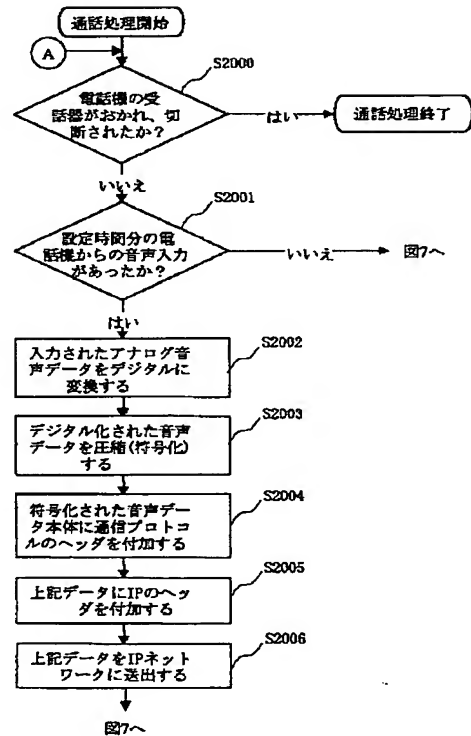 通話処理開始
A
S2000
電話機の受
話器がおかれ、切
断されたか?
はい
通話処理終了
いいえ
S2001
設定時間分の電
話機からの音声入力
があったか?
いいえ
図7へ
はい
S2002
入力されたアナログ音
声データをデジタルに
変換する
S2003
デジタル化された音声
データを圧縮(符号化)
する
S2004
符号化された音声デー
タ本体に通信プロトコ
ルのヘッダを付加する
S2005
上記データにIPのヘッ
ダを付加する
S2006
上記データをIPネット
ワークに送出する
図7へ